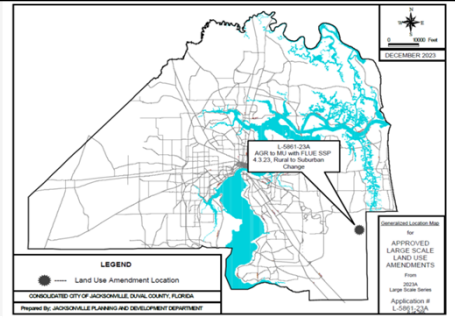 N
W
E
S
0 10000 Feet
DECEMBER 2023
L-5861-23A
AGR to MU with FLUE SSP
4.3.23, Rural to Suburban
Change
Generalized Location Map
for
APPROVED
LARGE SCALE
LAND USE
AMENDMENTS
From
2023A
Large Scale Series
Application #
L-5861-23A
LEGEND
Land Use Amendment Location
CONSOLIDATED CITY OF JACKSONVILLE, DUVAL COUNTY, FLORIDA
Prepared By: JACKSONVILLE PLANNING AND DEVELOPMENT DEPARTMENT